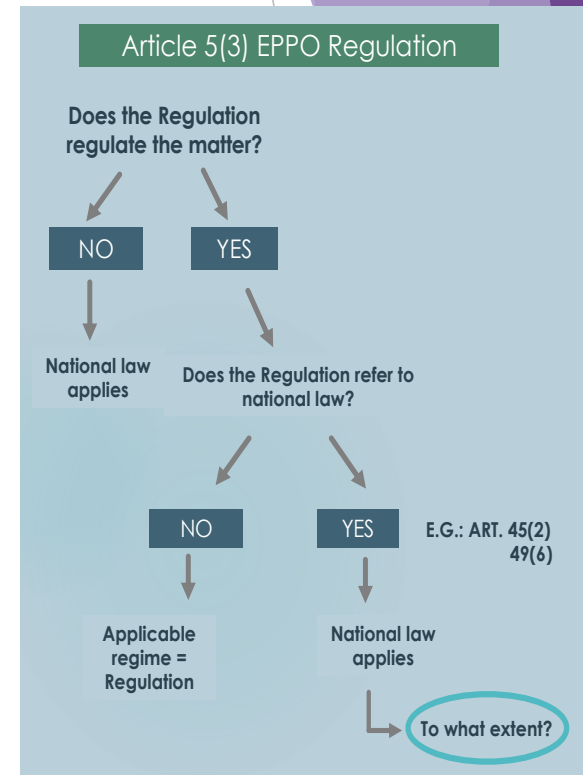 Article 5(3) EPPO Regulation
Does the Regulation
regulate the matter?
NO
YES
National law
applies
Does the Regulation refer to
national law?
NO
YES
E.G.: ART. 45(2)
49(6)
Applicable
regime =
Regulation
National law
applies
To what extent?